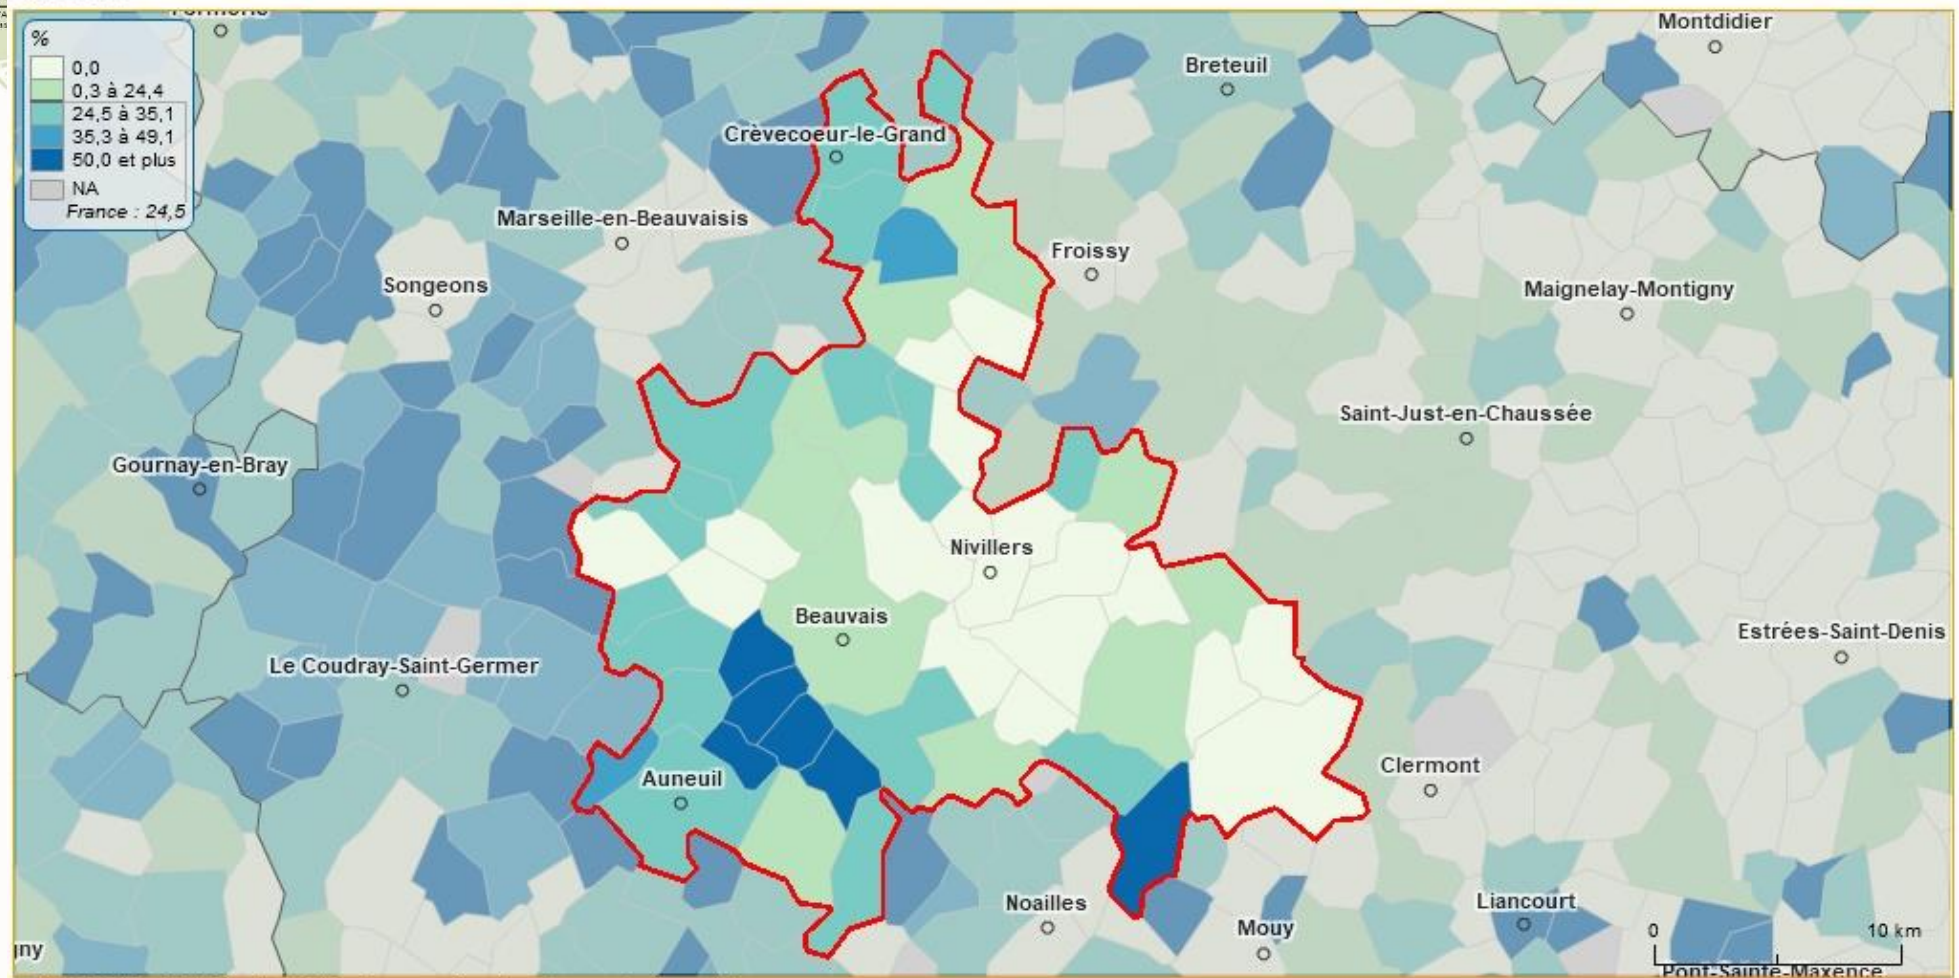 %
0,0
0,3 à 24,4
24,5 à 35,1
35,3 à 49,1
50,0 et plus
NA
France : 24,5
Montdidier
Breteuil
Crèvecoeur-le-Grand
Marseille-en-Beauvaisis
Froissy
Songeons
Maignelay-Montigny
Saint-Just-en-Chaussée
Gournay-en-Bray
Nivillers
Beauvais
Estrées-Saint-Denis
Le Coudray-Saint-Germer
Clermont
Auneuil
Noailles
Liancourt
Mouy
0 10 km
ny
Pont-Sainte-Maxence